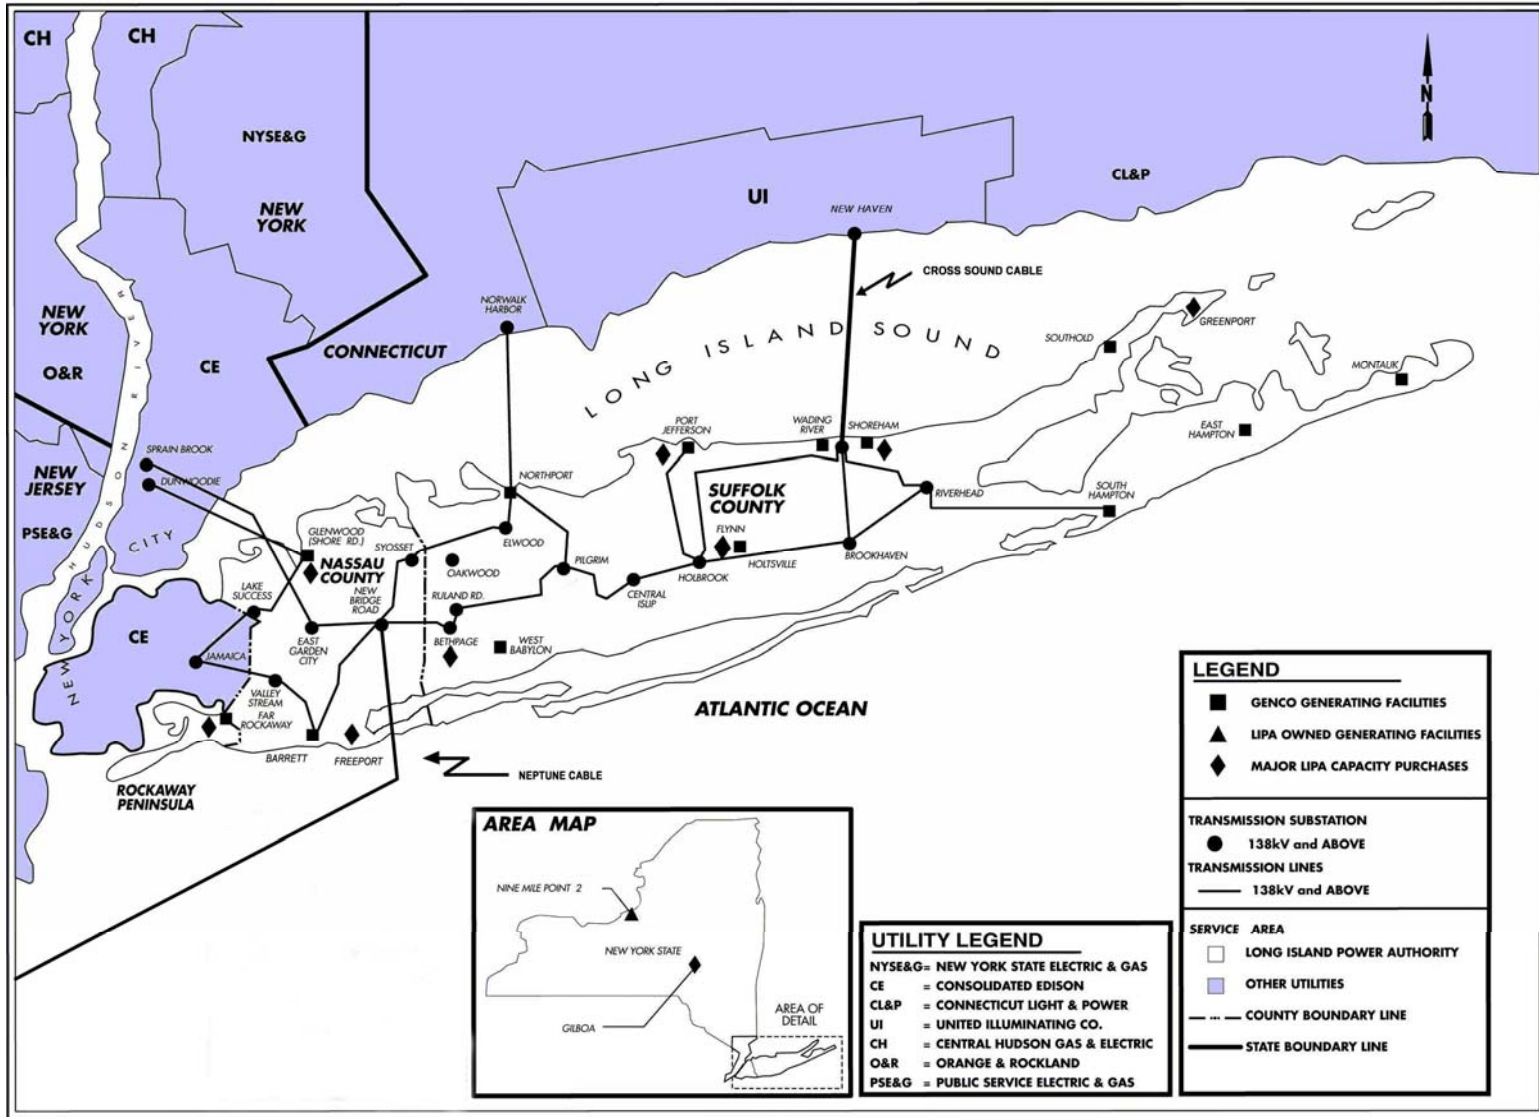 CH
CH
N
NYSE&G
NEW
YORK
UI
CL&P
NEW HAVEN
CROSS SOUND CABLE
NEW
YORK
O&R
CE
CONNECTICUT
NORWALK
HARBOR
LONG ISLAND SOUND
GREENPORT
SOUTHOLD
MONTAUK
EAST
HAMPTON
HUDSON RIVER
SPRAIN BROOK
DUNWOODIE
NEW
JERSEY
PSE&G
PORT
JEFFERSON
WADING
RIVER
SHOREHAM
NORTHPORT
SUFFOLK
COUNTY
RIVERHEAD
SOUTH
HAMPTON
GLENWOOD
(SHORE RD.)
SYOSSET
ELWOOD
FLYNN
NASSAU
COUNTY
OAKWOOD
PILGRIM
HOLBROOK
HOLTSVILLE
BROOKHAVEN
NEW YORK CITY
LAKE
SUCCESS
NEW
BRIDGE
ROAD
RULAND RD.
CENTRAL
ISLIP
CE
EAST
GARDEN
CITY
BETHPAGE
WEST
BABYLON
JAMAICA
VALLEY
STREAM
FAR
ROCKAWAY
BARRETT
FREEPORT
ATLANTIC OCEAN
NEPTUNE CABLE
ROCKAWAY
PENINSULA
AREA MAP
NINE MILE POINT 2
NEW YORK STATE
GILBOA
AREA OF
DETAIL
UTILITY LEGEND
NYSE&G= NEW YORK STATE ELECTRIC & GAS
CE = CONSOLIDATED EDISON
CL&P = CONNECTICUT LIGHT & POWER
UI = UNITED ILLUMINATING CO.
CH = CENTRAL HUDSON GAS & ELECTRIC
O&R = ORANGE & ROCKLAND
PSE&G = PUBLIC SERVICE ELECTRIC & GAS
LEGEND
GENCO GENERATING FACILITIES
LIPA OWNED GENERATING FACILITIES
MAJOR LIPA CAPACITY PURCHASES
TRANSMISSION SUBSTATION
138kV and ABOVE
TRANSMISSION LINES
138kV and ABOVE
SERVICE AREA
LONG ISLAND POWER AUTHORITY
OTHER UTILITIES
COUNTY BOUNDARY LINE
STATE BOUNDARY LINE